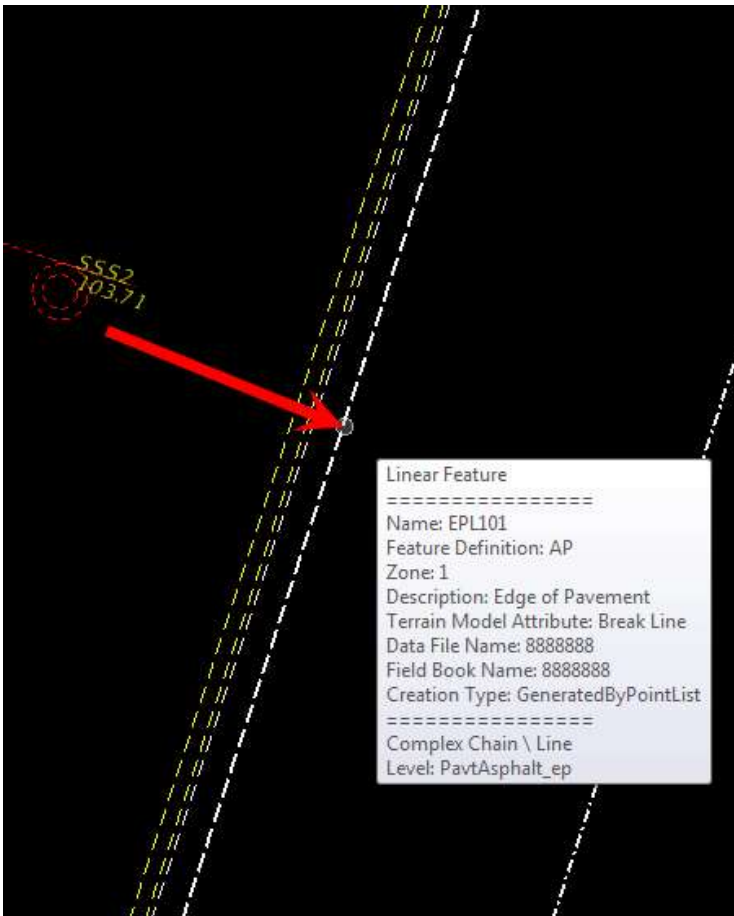 SSS2
103.71
Linear Feature
=================
Name: EPL101
Feature Definition: AP
Zone: 1
Description: Edge of Pavement
Terrain Model Attribute: Break Line
Data File Name: 8888888
Field Book Name: 8888888
Creation Type: GeneratedByPointList
=================
Complex Chain \ Line
Level: PavtAsphalt_ep